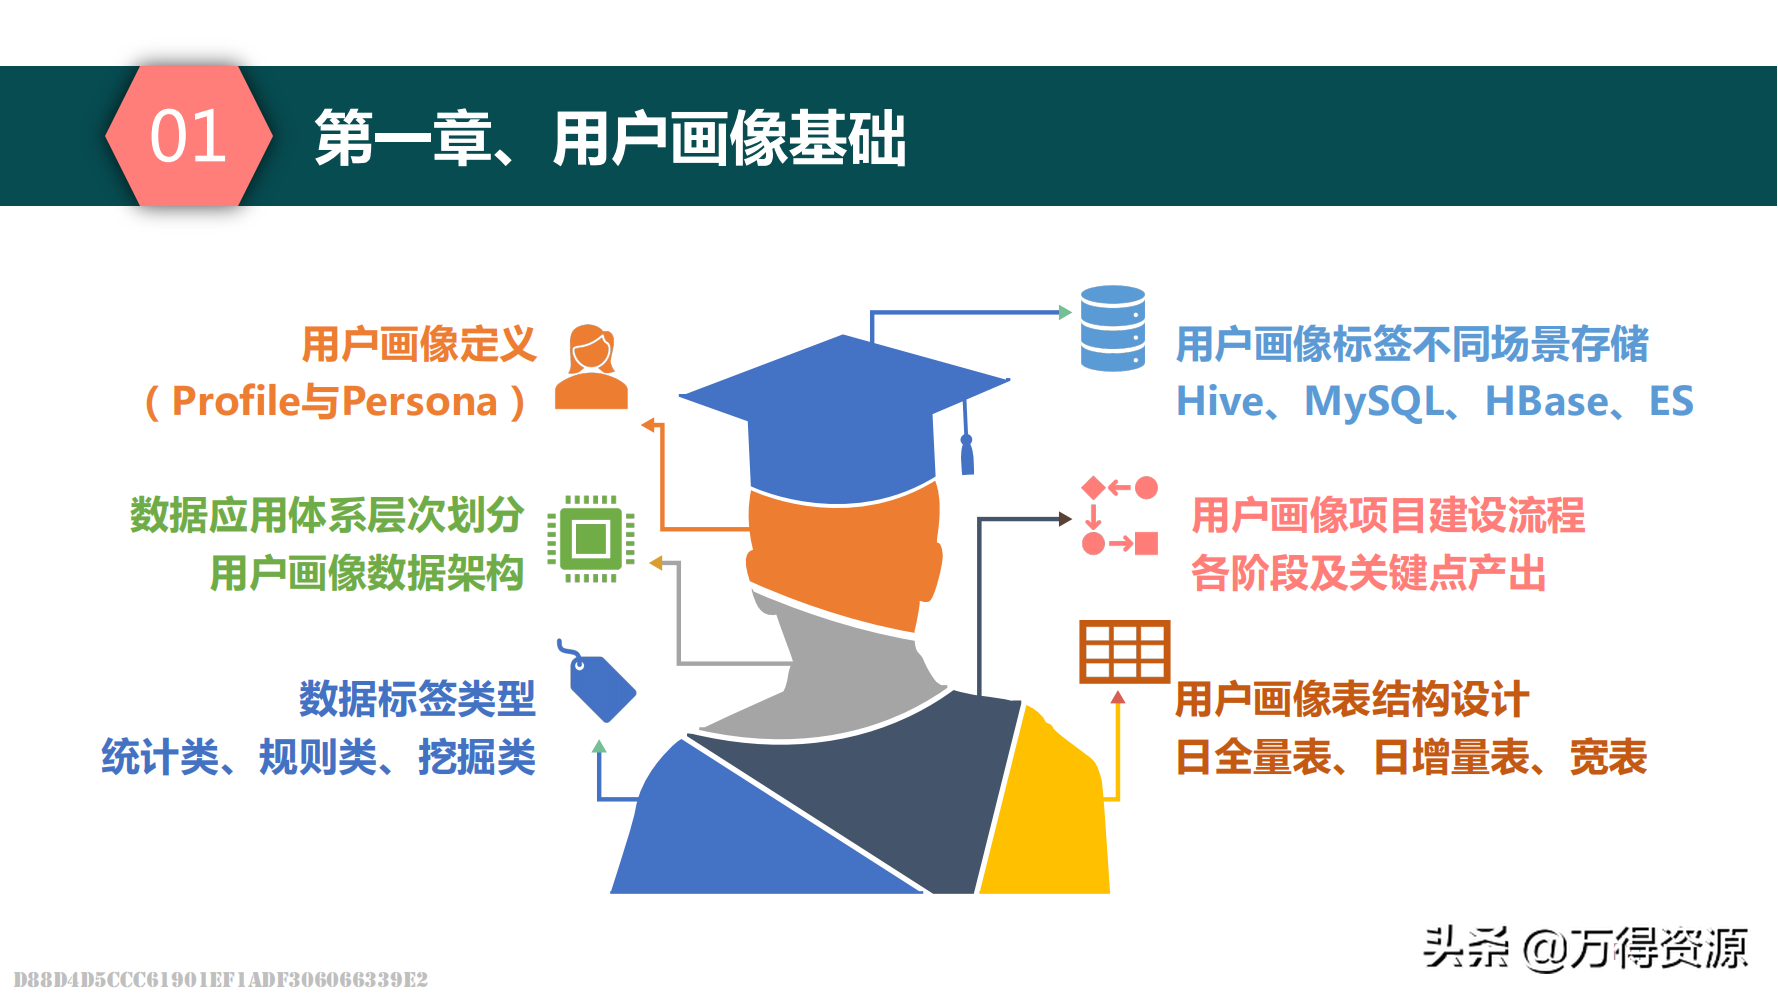 01
第一章、用户画像基础
用户画像定义
（Profile与Persona）
数据应用体系层次划分
用户画像数据架构
数据标签类型
统计类、规则类、挖掘类
用户画像标签不同场景存储
Hive、MySQL、HBase、ES
用户画像项目建设流程
各阶段及关键点产出
用户画像表结构设计
日全量表、日增量表、宽表
头条 @万得资源
D88D4D5CCC61901EF1ADF306066339E2